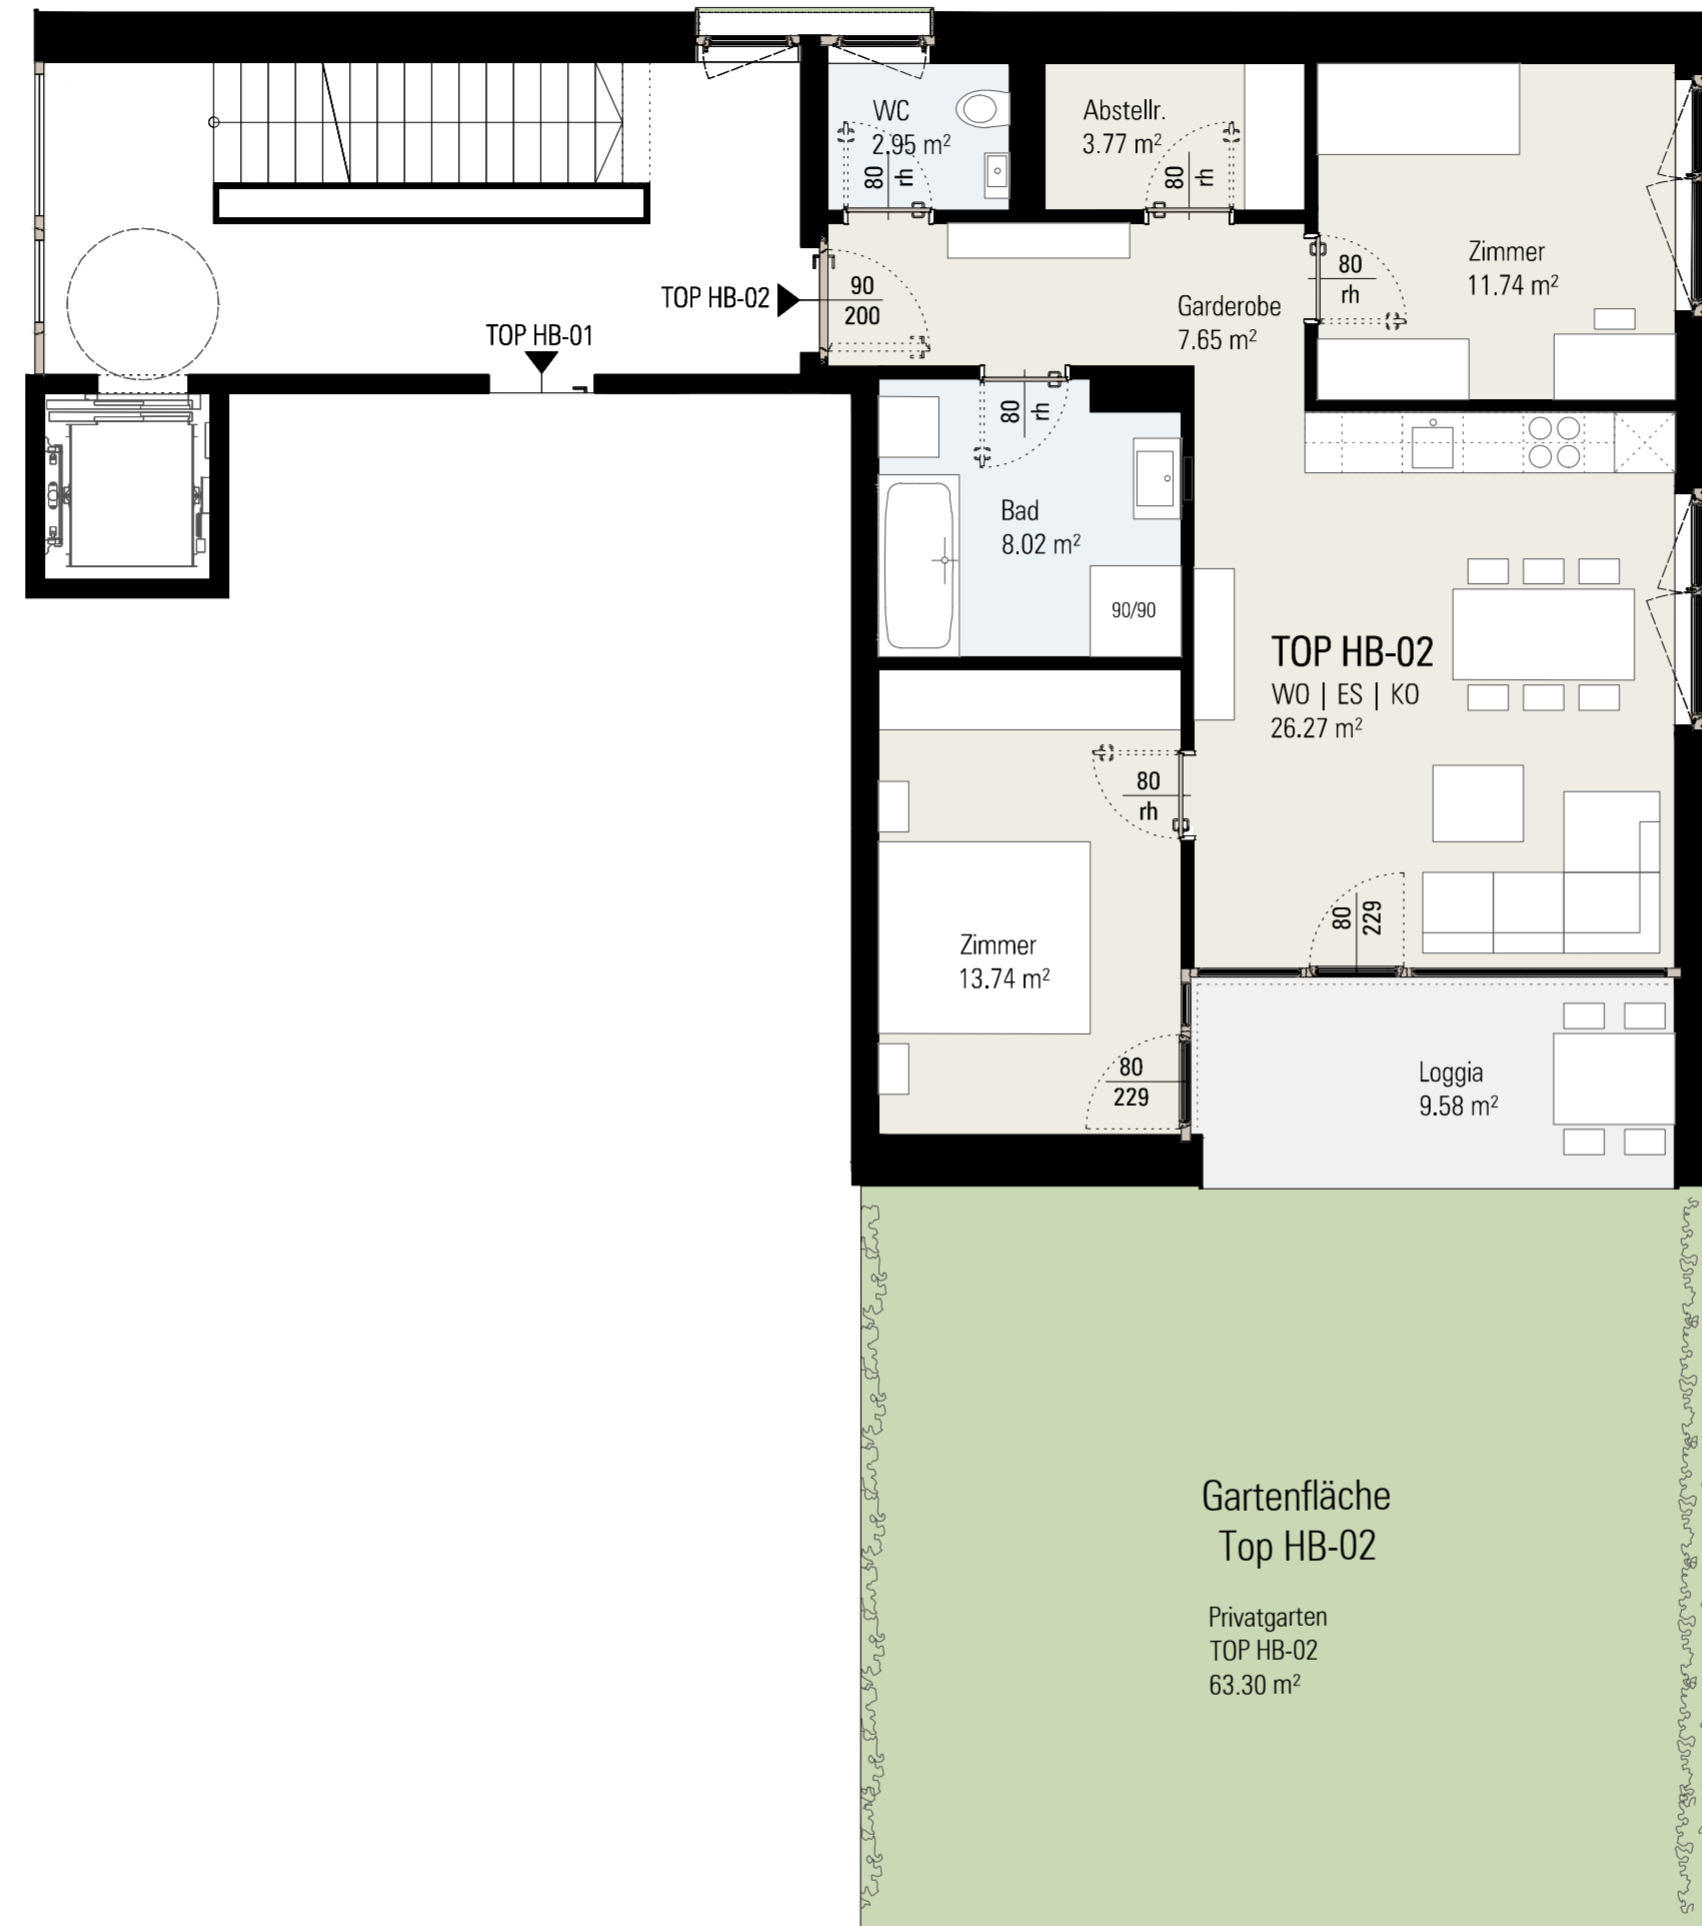 WC
2.95 m²
80
rh
Abstellr.
3.77 m²
80
rh
Zimmer
11.74 m²
80
rh
TOP HB-02
90
200
Garderobe
7.65 m²
TOP HB-01
80
rh
Bad
8.02 m²
90/90
TOP HB-02
WO | ES | KO
26.27 m²
80
rh
80
229
Zimmer
13.74 m²
80
229
Loggia
9.58 m²
Gartenfläche
Top HB-02
Privatgarten
TOP HB-02
63.30 m²